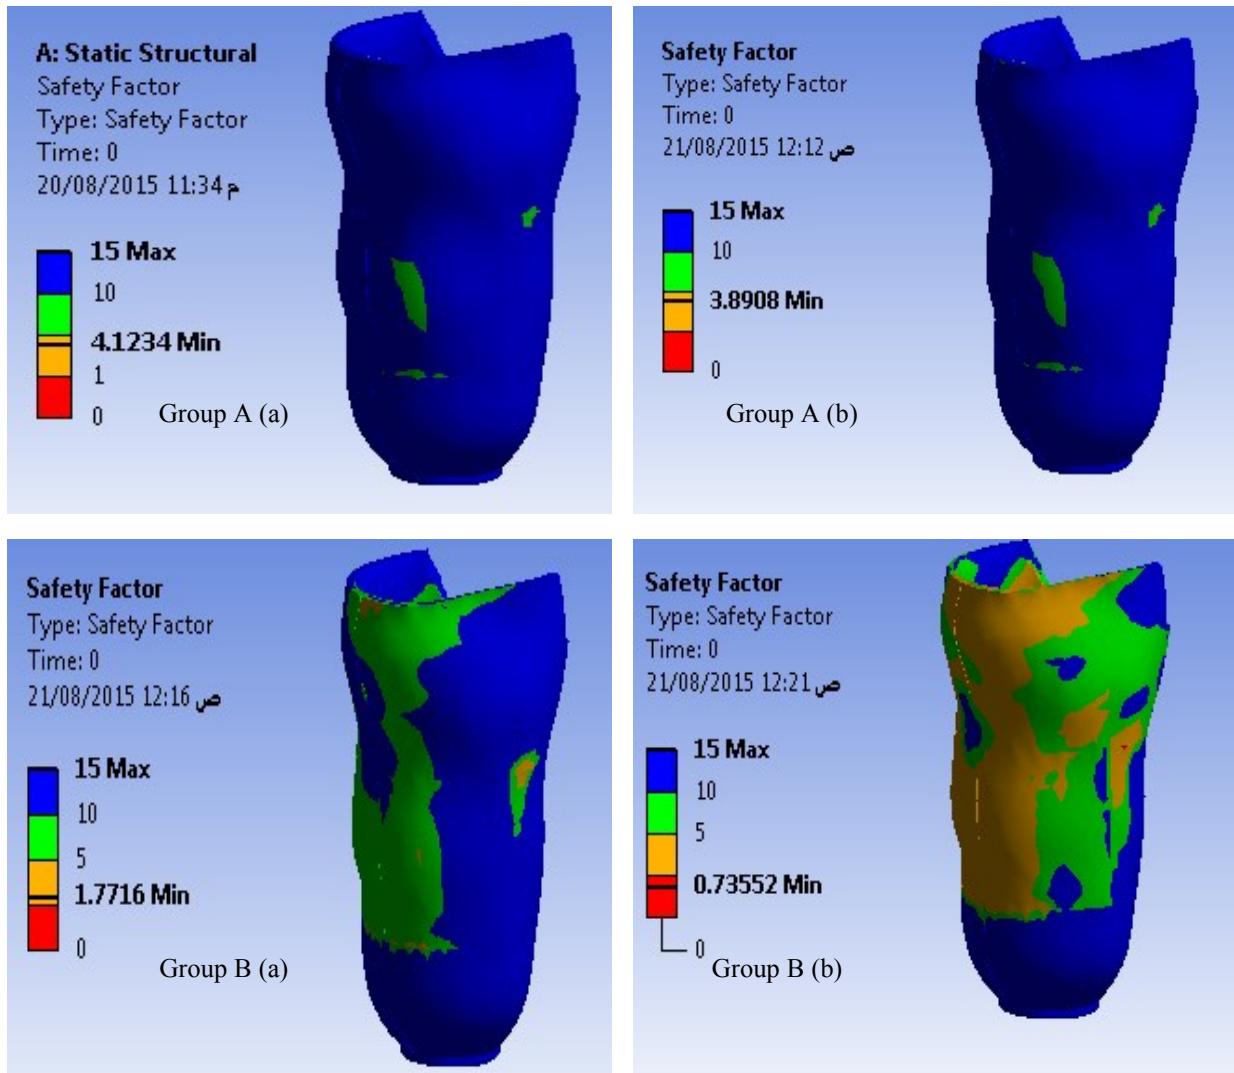 A: Static Structural
Safety Factor
Type: Safety Factor
Time: 0
20/08/2015 11:34 م
15 Max
10
4.1234 Min
1
0
Group A (a)
Safety Factor
Type: Safety Factor
Time: 0
21/08/2015 12:12 ص
15 Max
10
3.8908 Min
0
Group A (b)
Safety Factor
Type: Safety Factor
Time: 0
21/08/2015 12:16 ص
15 Max
10
5
1.7716 Min
0
Group B (a)
Safety Factor
Type: Safety Factor
Time: 0
21/08/2015 12:21 ص
15 Max
10
5
0.73552 Min
0
Group B (b)